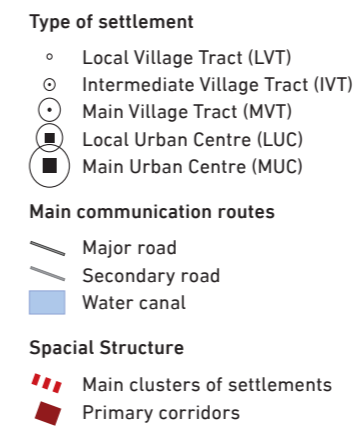 Type of settlement
Local Village Tract (LVT)
Intermediate Village Tract (IVT)
Main Village Tract (MVT)
Local Urban Centre (LUC)
Main Urban Centre (MUC)
Main communication routes
Major road
Secondary road
Water canal
Spacial Structure
Main clusters of settlements
Primary corridors